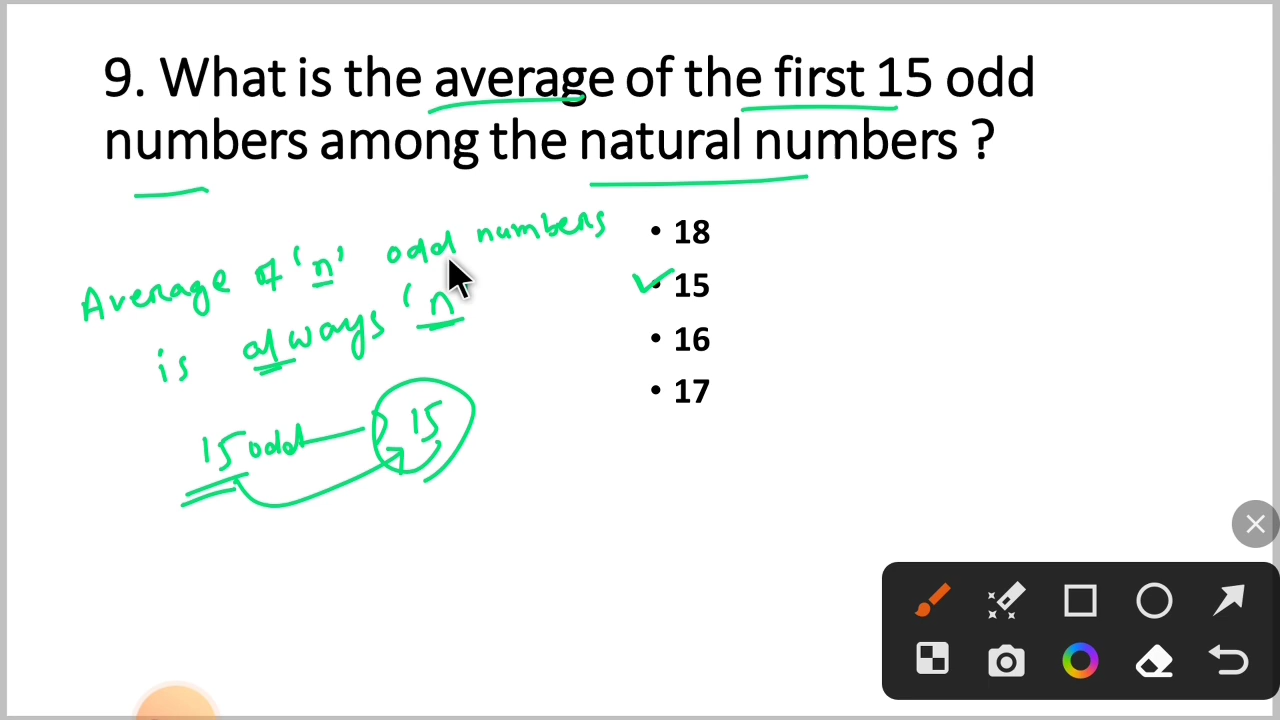 9. What is the average of the first 15 odd
numbers among the natural numbers ?
Average of 'n' odd numbers
is always 'n
15 odd 15
• 18
• 15
• 16
• 17